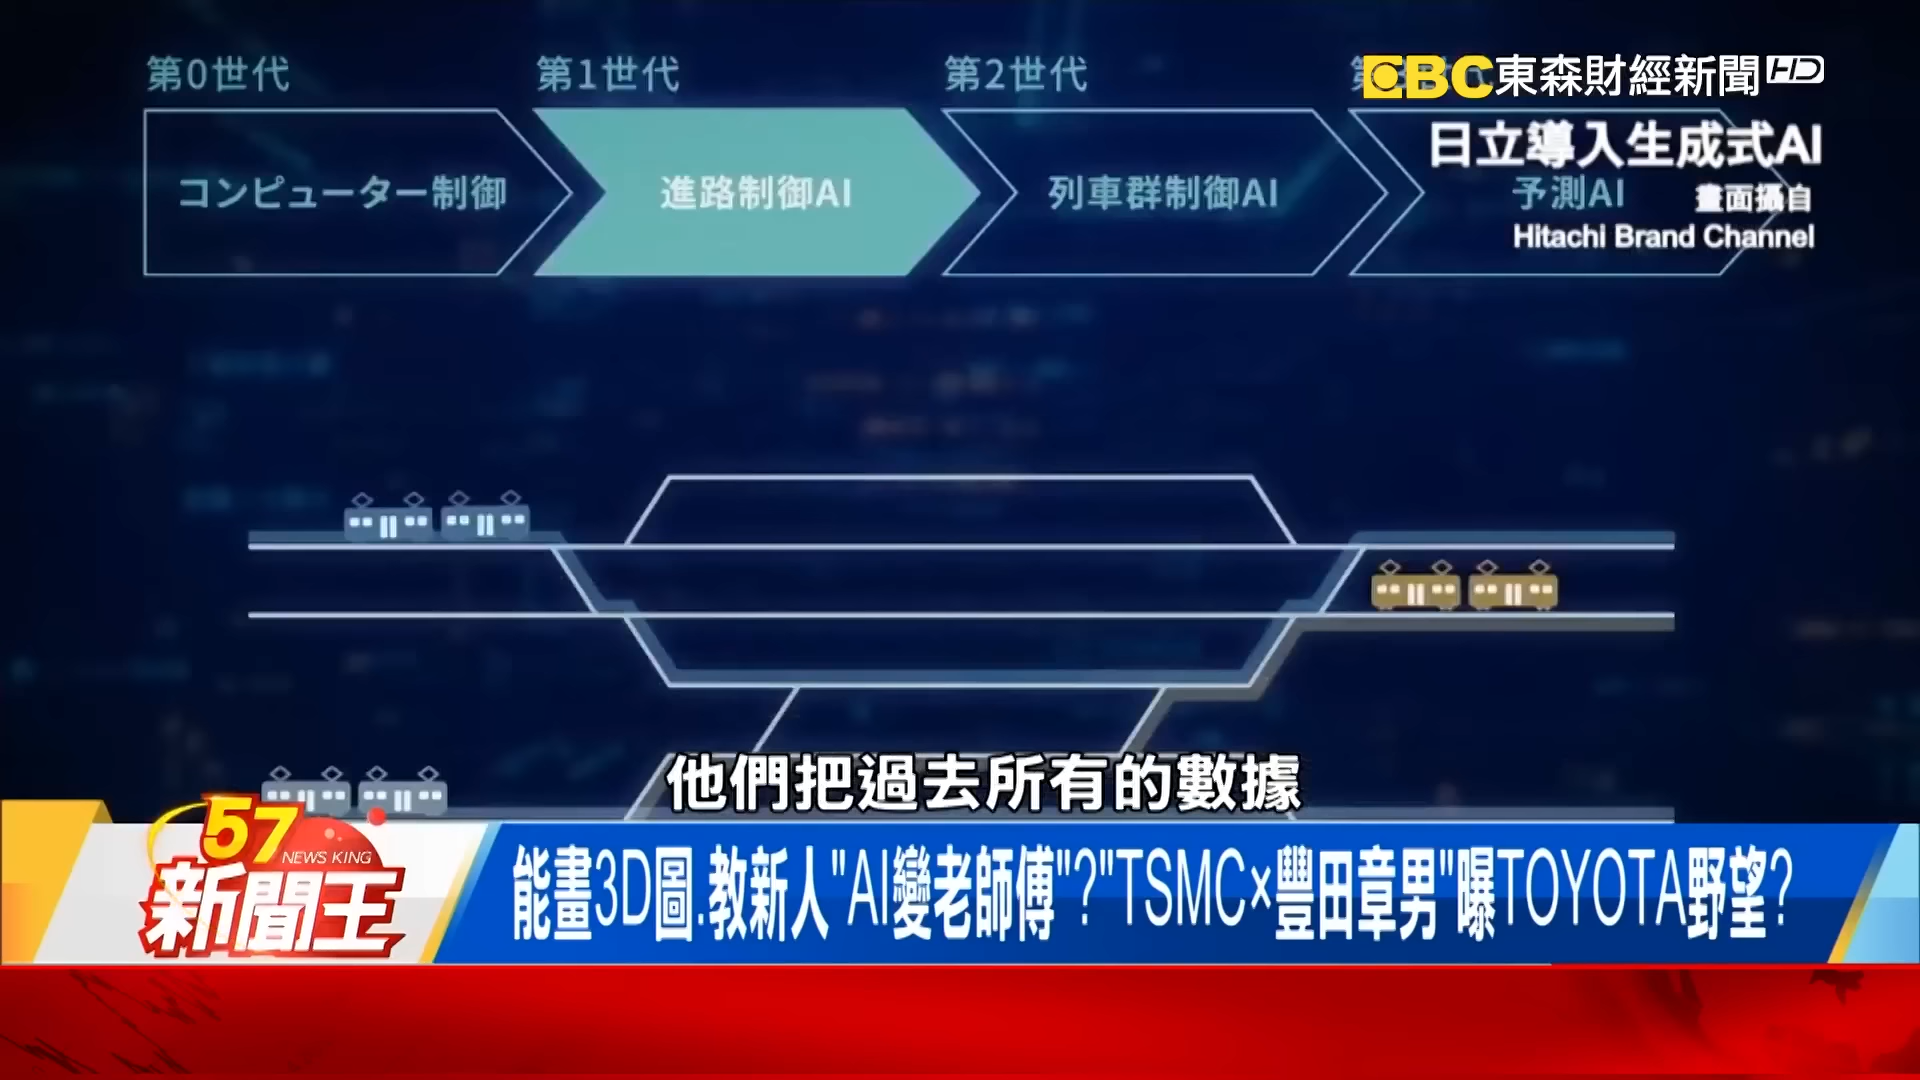 第0世代
第1世代
第2世代
EBC東森財經新聞HD
日立導入生成式AI
コンピューター制御
進路制御AI
列車群制御AI
予測AI
畫面攝自
Hitachi Brand Channel
他們把過去所有的數據
57
NEWS KING
新聞王
能畫3D圖.教新人"AI變老師傅"?"TSMC×豐田章男"曝TOYOTA野望?